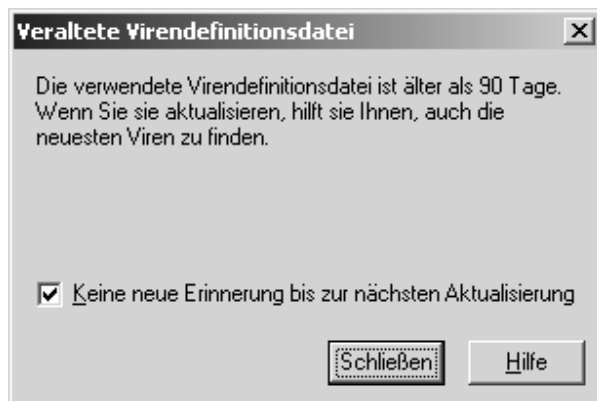 Veraltete Virendefinitionsdatei
Die verwendete Virendefinitionsdatei ist älter als 90 Tage.
Wenn Sie sie aktualisieren, hilft sie Ihnen, auch die
neuesten Viren zu finden.
Keine neue Erinnerung bis zur nächsten Aktualisierung
Schließen Hilfe